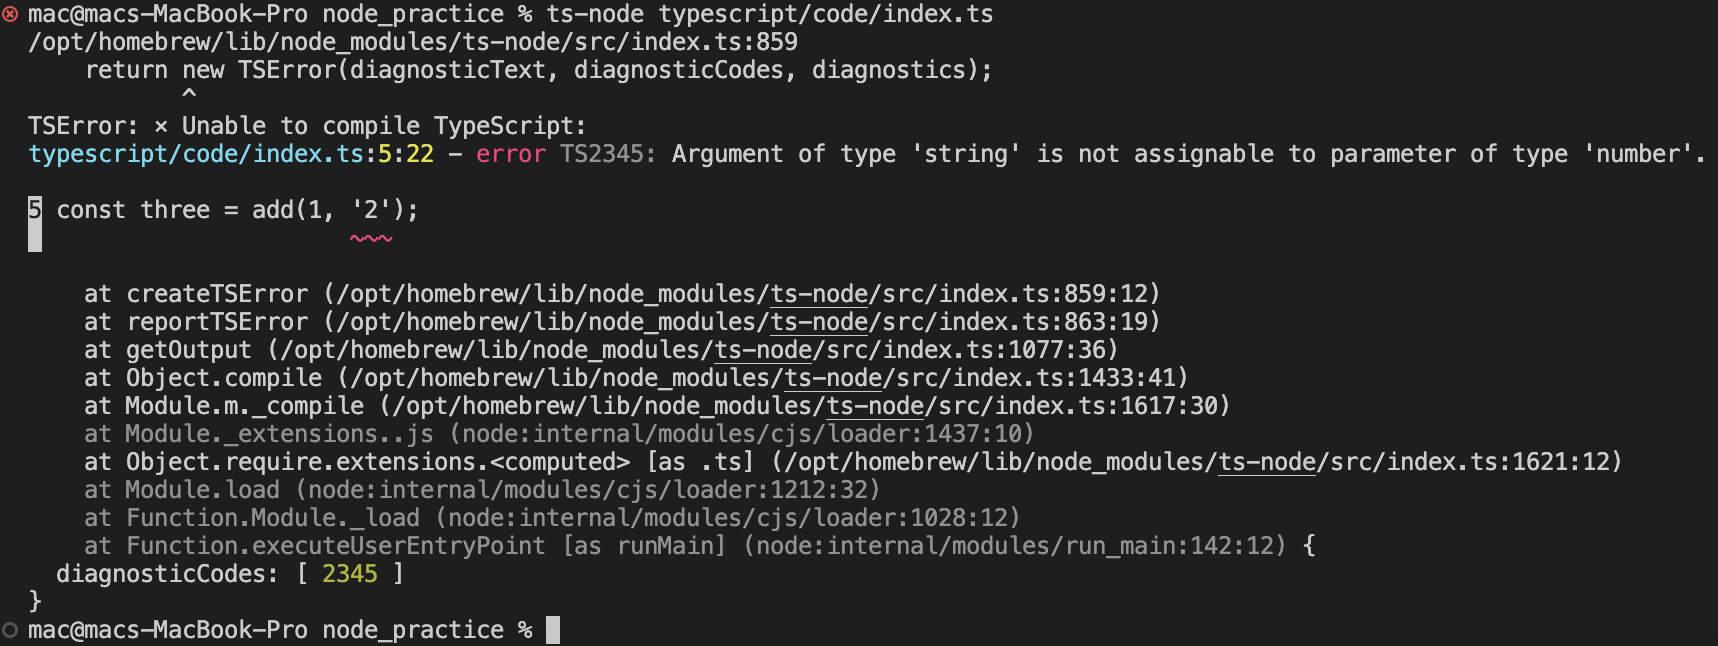 mac@macs-MacBook-Pro node_practice % ts-node typescript/code/index.ts
/opt/homebrew/lib/node_modules/ts-node/src/index.ts:859
    return new TSError(diagnosticText, diagnosticCodes, diagnostics);
           ^
TSError: ⨯ Unable to compile TypeScript:
typescript/code/index.ts:5:22 - error TS2345: Argument of type 'string' is not assignable to parameter of type 'number'.

5 const three = add(1, '2');
                       ~~~

    at createTSError (/opt/homebrew/lib/node_modules/ts-node/src/index.ts:859:12)
    at reportTSError (/opt/homebrew/lib/node_modules/ts-node/src/index.ts:863:19)
    at getOutput (/opt/homebrew/lib/node_modules/ts-node/src/index.ts:1077:36)
    at Object.compile (/opt/homebrew/lib/node_modules/ts-node/src/index.ts:1433:41)
    at Module.m._compile (/opt/homebrew/lib/node_modules/ts-node/src/index.ts:1617:30)
    at Module._extensions..js (node:internal/modules/cjs/loader:1437:10)
    at Object.require.extensions.<computed> [as .ts] (/opt/homebrew/lib/node_modules/ts-node/src/index.ts:1621:12)
    at Module.load (node:internal/modules/cjs/loader:1212:32)
    at Function.Module._load (node:internal/modules/cjs/loader:1028:12)
    at Function.executeUserEntryPoint [as runMain] (node:internal/modules/run_main:142:12) {
  diagnosticCodes: [ 2345 ]
}
mac@macs-MacBook-Pro node_practice %